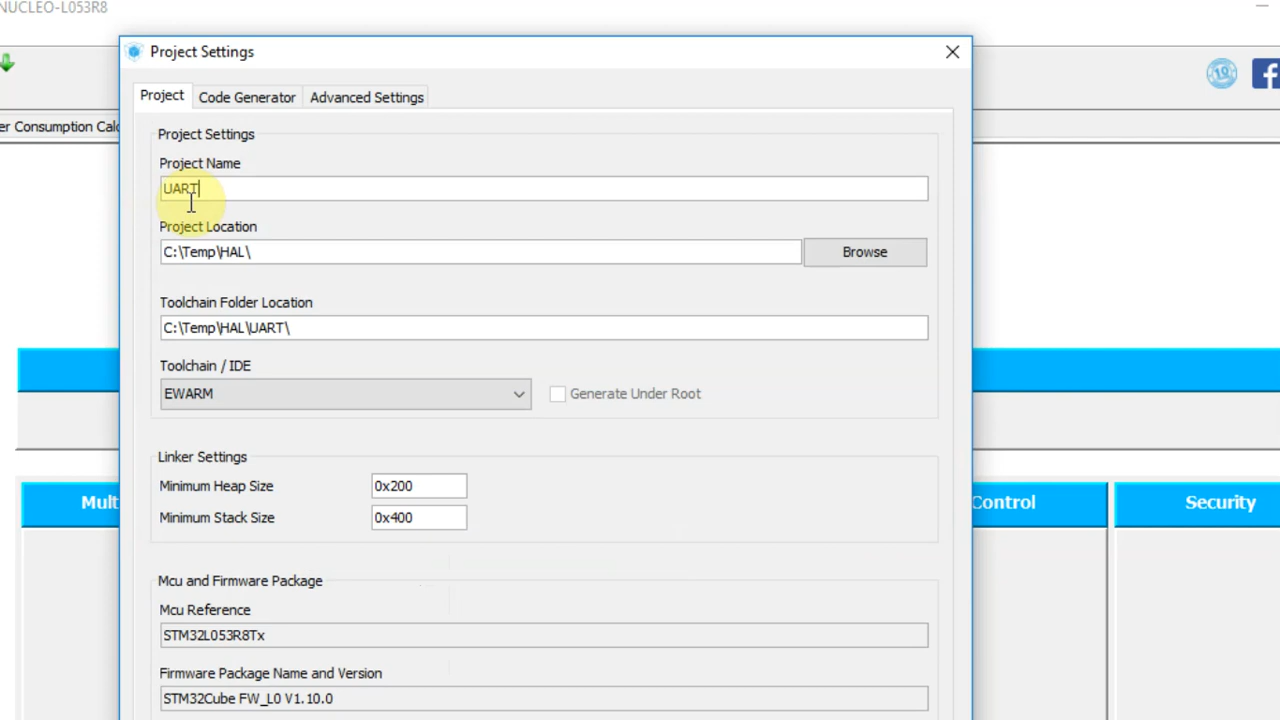 NUCLEO-L053R8
Project Settings
Project
Code Generator
Advanced Settings
er Consumption Calc
Project Settings
Project Name
UART
Project Location
C:\Temp\HAL\
Browse
Toolchain Folder Location
C:\Temp\HAL\UART\
Toolchain / IDE
EWARM
Generate Under Root
Linker Settings
Minimum Heap Size
0x200
Minimum Stack Size
0x400
Mult
Control
Security
Mcu and Firmware Package
Mcu Reference
STM32L053R8Tx
Firmware Package Name and Version
STM32Cube FW_L0 V1.10.0